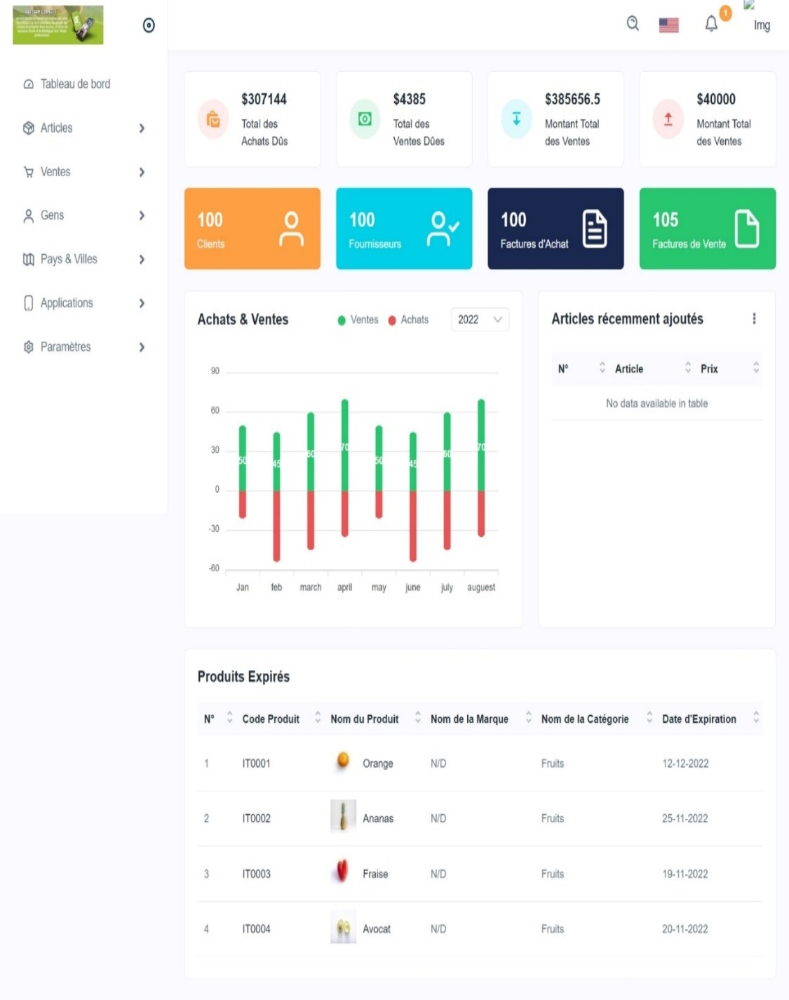 ARTISAN CONNECT
1
Img
Tableau de bord
Articles
Ventes
Gens
Pays & Villes
Applications
Paramètres
$307144
Total des
Achats Dûs
$4385
Total des
Ventes Dûes
$385656.5
Montant Total
des Ventes
$40000
Montant Total
des Ventes
100
Clients
100
Fournisseurs
100
Factures d'Achat
105
Factures de Vente
Achats & Ventes
Ventes
Achats
2022
90
60
30
0
-30
-60
50
45
60
70
50
45
60
70
Jan feb march april may june july auguest
Articles récemment ajoutés
N° Article Prix
No data available in table
Produits Expirés
N° Code Produit Nom du Produit Nom de la Marque Nom de la Catégorie Date d'Expiration
1 IT0001 Orange N/D Fruits 12-12-2022
2 IT0002 Ananas N/D Fruits 25-11-2022
3 IT0003 Fraise N/D Fruits 19-11-2022
4 IT0004 Avocat N/D Fruits 20-11-2022